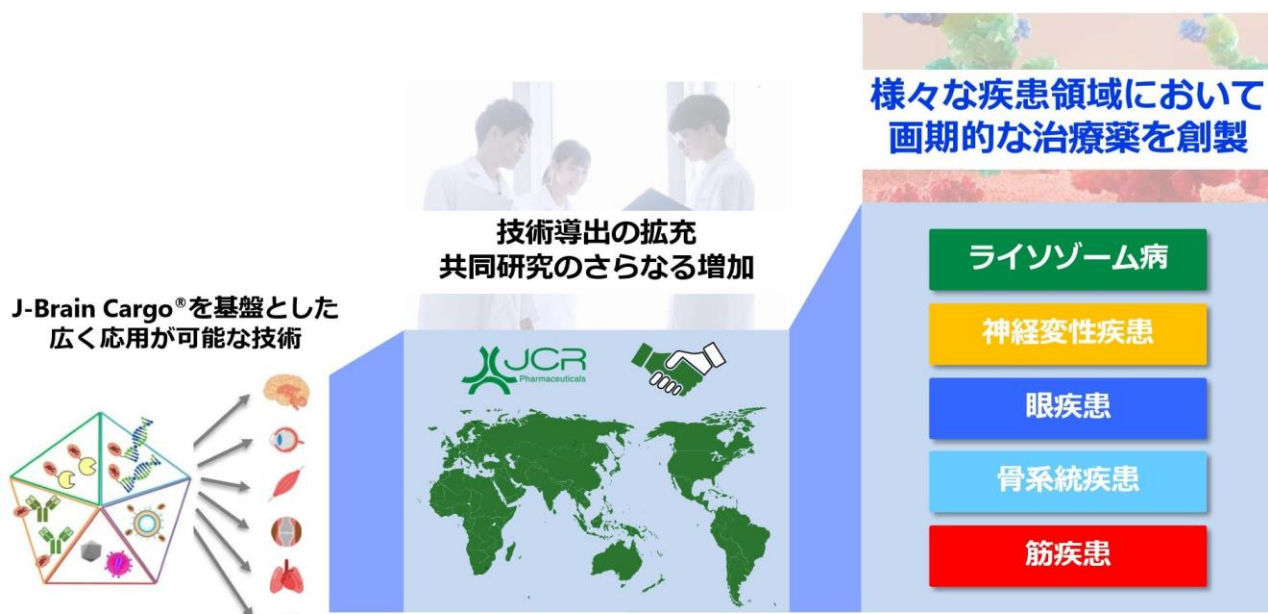 J-Brain Cargo®を基盤とした
広く応用が可能な技術
技術導出の拡充
共同研究のさらなる増加
JCR
Pharmaceuticals
様々な疾患領域において
画期的な治療薬を創製
ライソゾーム病
神経変性疾患
眼疾患
骨系統疾患
筋疾患